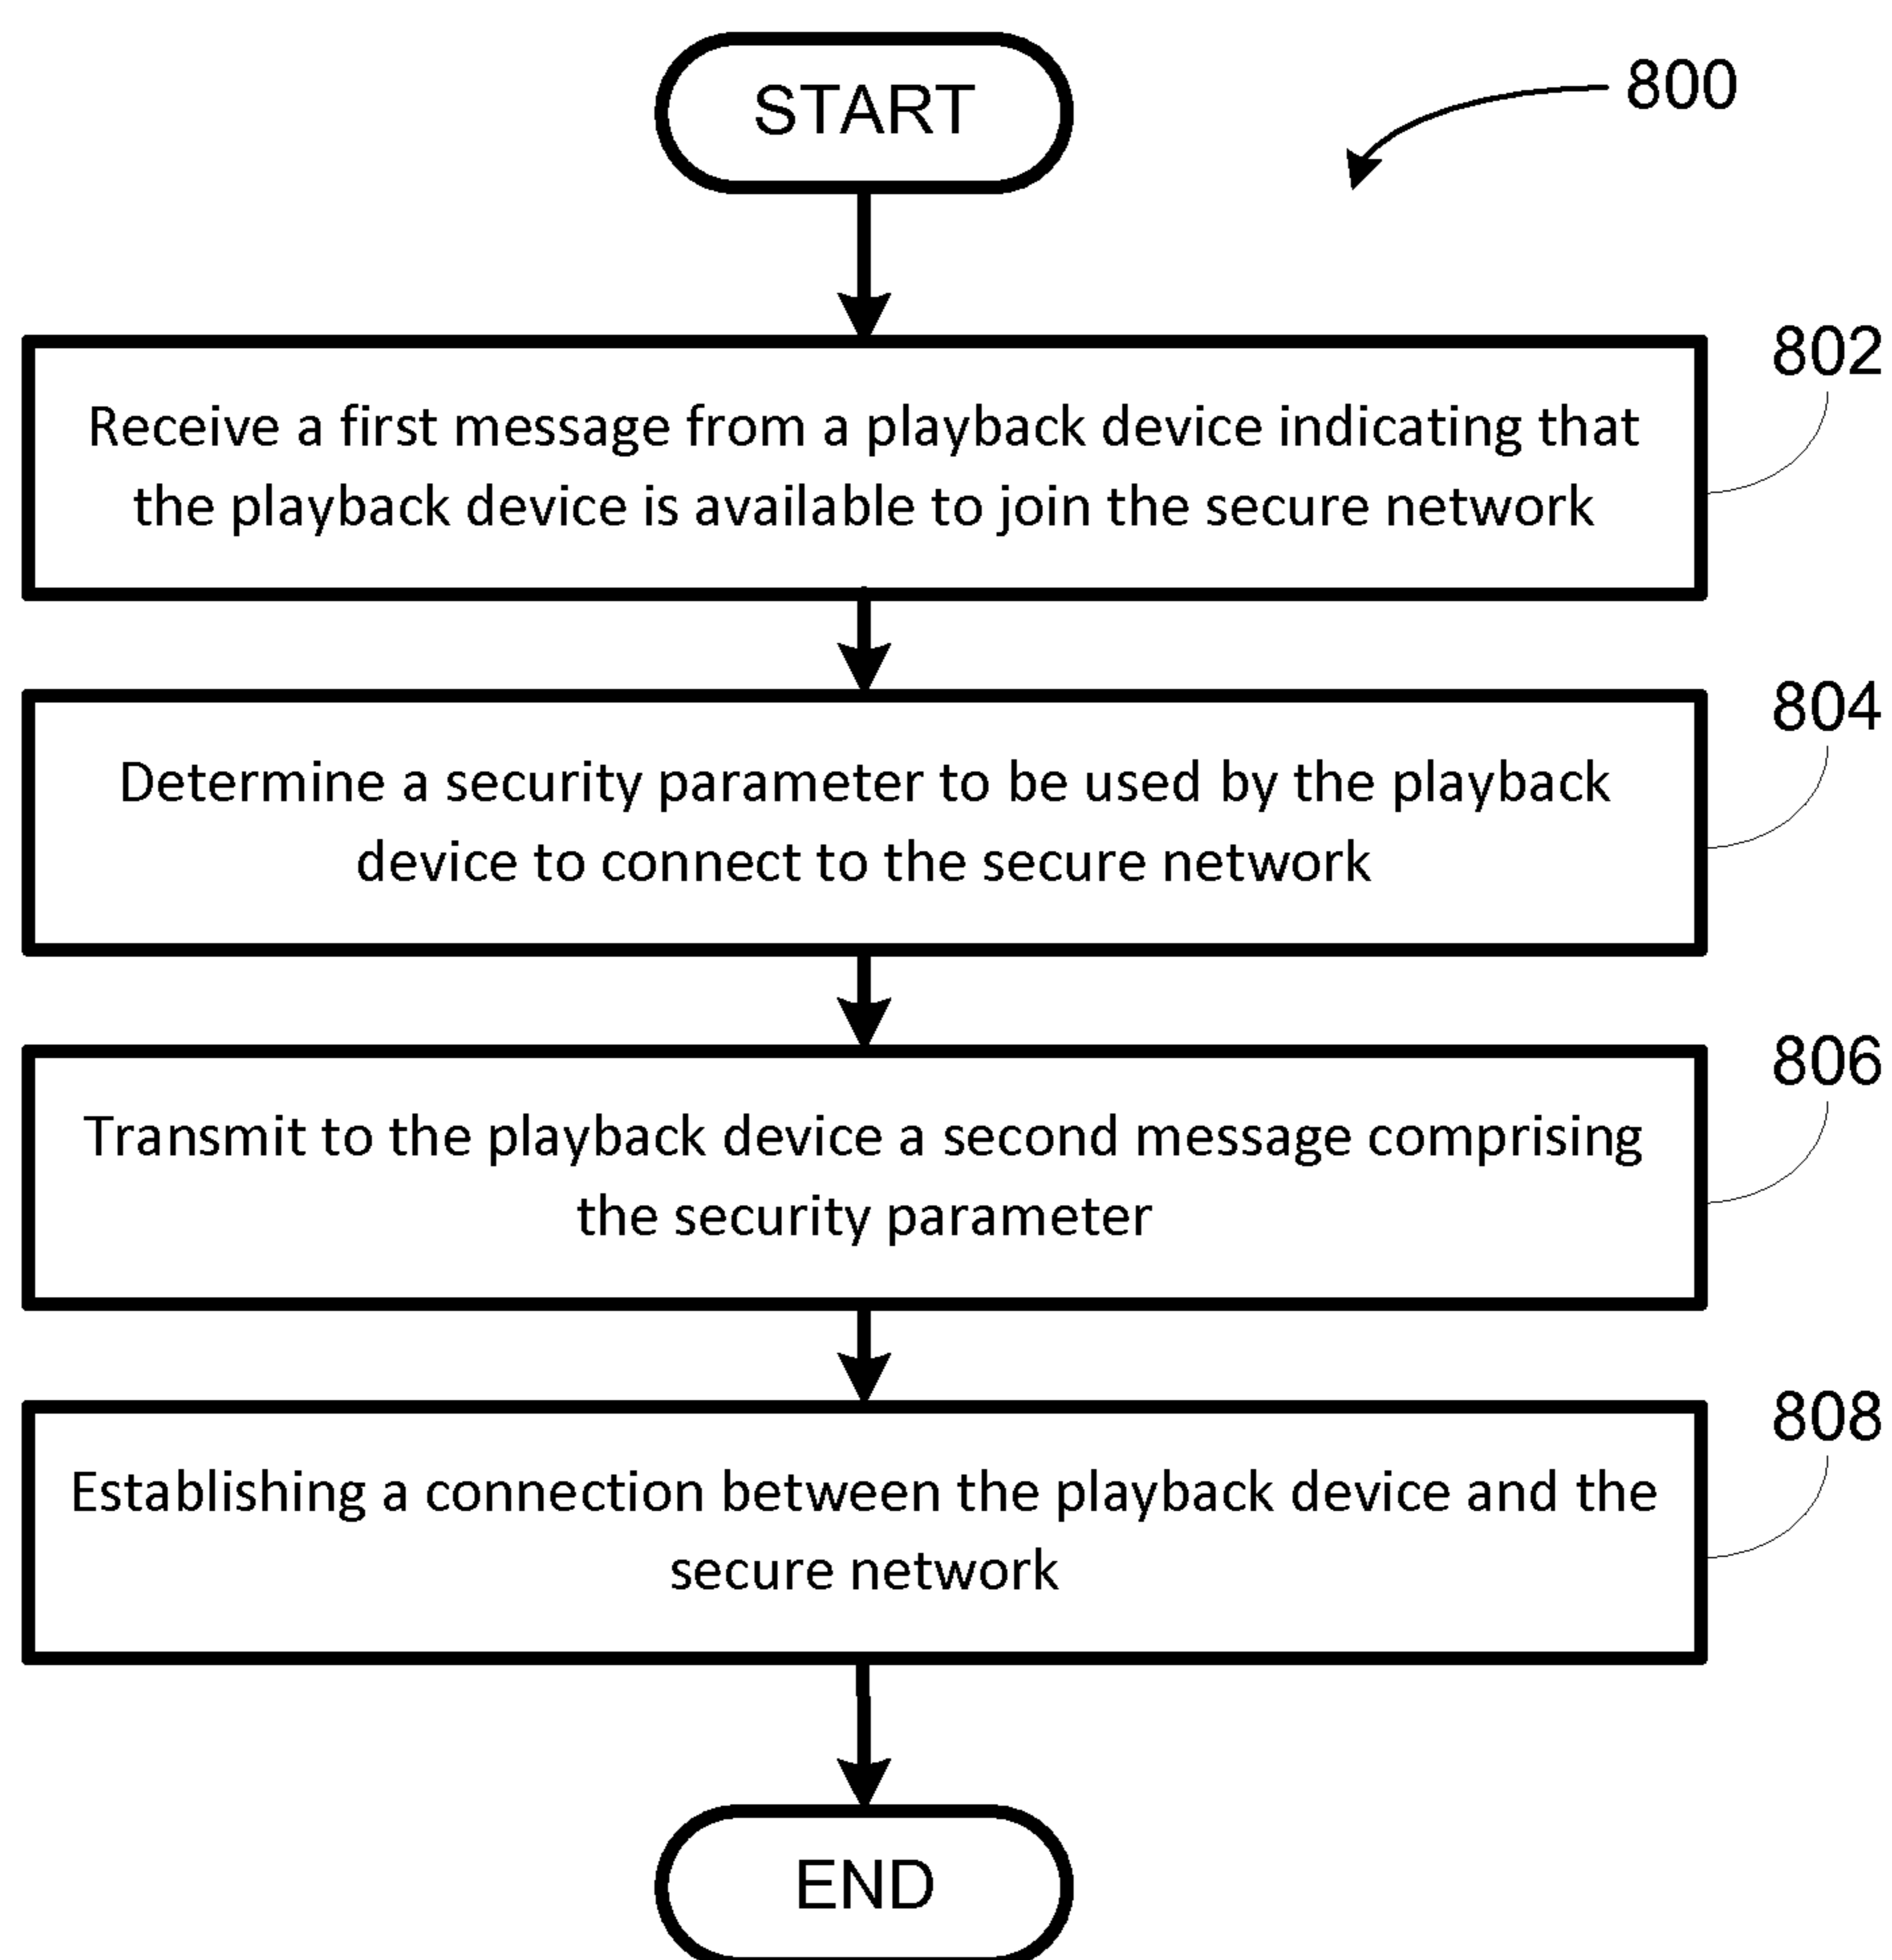 START
800
802
Receive a first message from a playback device indicating that
the playback device is available to join the secure network
804
Determine a security parameter to be used by the playback
device to connect to the secure network
806
Transmit to the playback device a second message comprising
the security parameter
808
Establishing a connection between the playback device and the
secure network
END